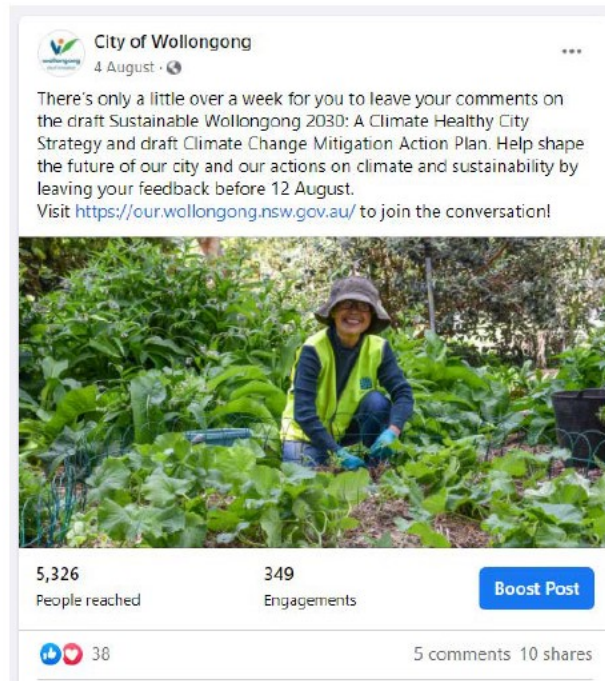 City of Wollongong
4 August
There's only a little over a week for you to leave your comments on
the draft Sustainable Wollongong 2030: A Climate Healthy City
Strategy and draft Climate Change Mitigation Action Plan. Help shape
the future of our city and our actions on climate and sustainability by
leaving your feedback before 12 August.
Visit https://our.wollongong.nsw.gov.au/ to join the conversation!
5,326 349
People reached Engagements
Boost Post
38 5 comments 10 shares